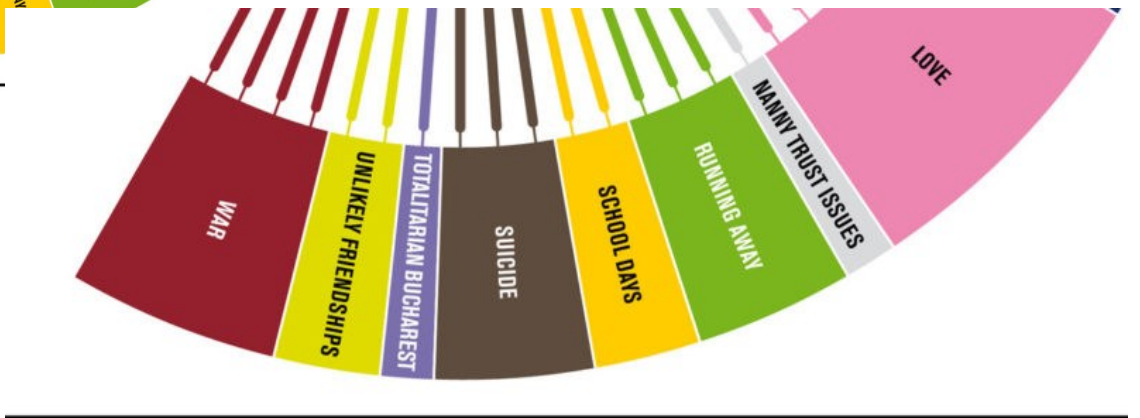 WAR
UNLIKELY FRIENDSHIPS
TOTALITARIAN BUCHAREST
SUICIDE
SCHOOL DAYS
RUNNING AWAY
NANNY TRUST ISSUES
LOVE